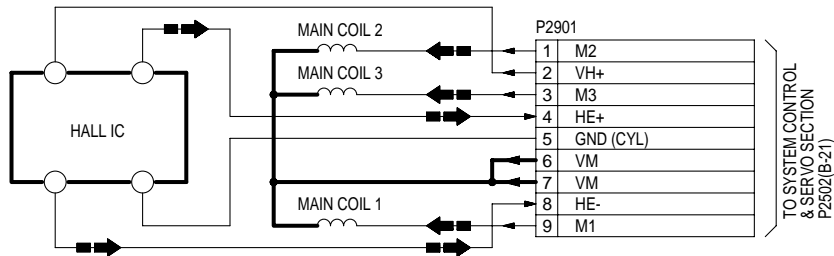 P2901
MAIN COIL 2
1 M2
2 VH+
MAIN COIL 3
3 M3
4 HE+
HALL IC
5 GND (CYL)
6 VM
7 VM
MAIN COIL 1
8 HE-
9 M1
TO SYSTEM CONTROL
& SERVO SECTION
P2502(B-21)